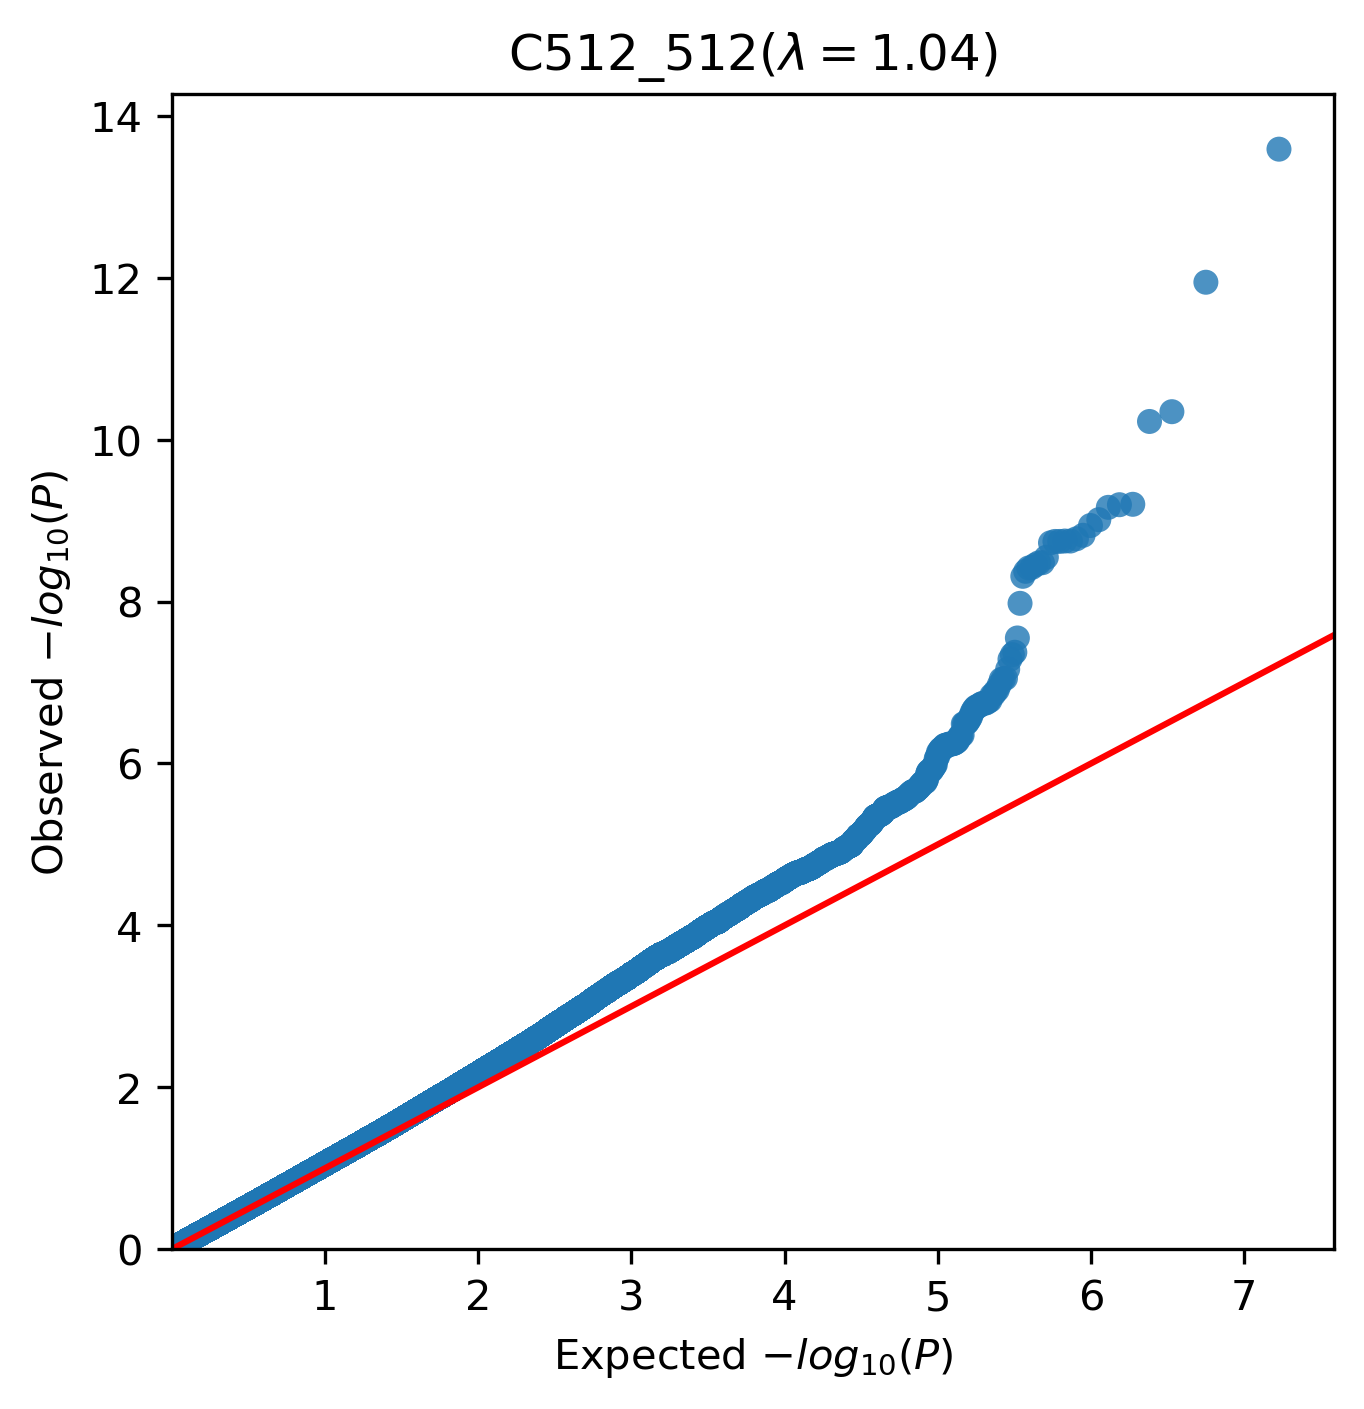 C512_512(λ = 1.04)
Observed −log₁₀(P)
14
12
10
8
6
4
2
0
1 2 3 4 5 6 7
Expected −log₁₀(P)